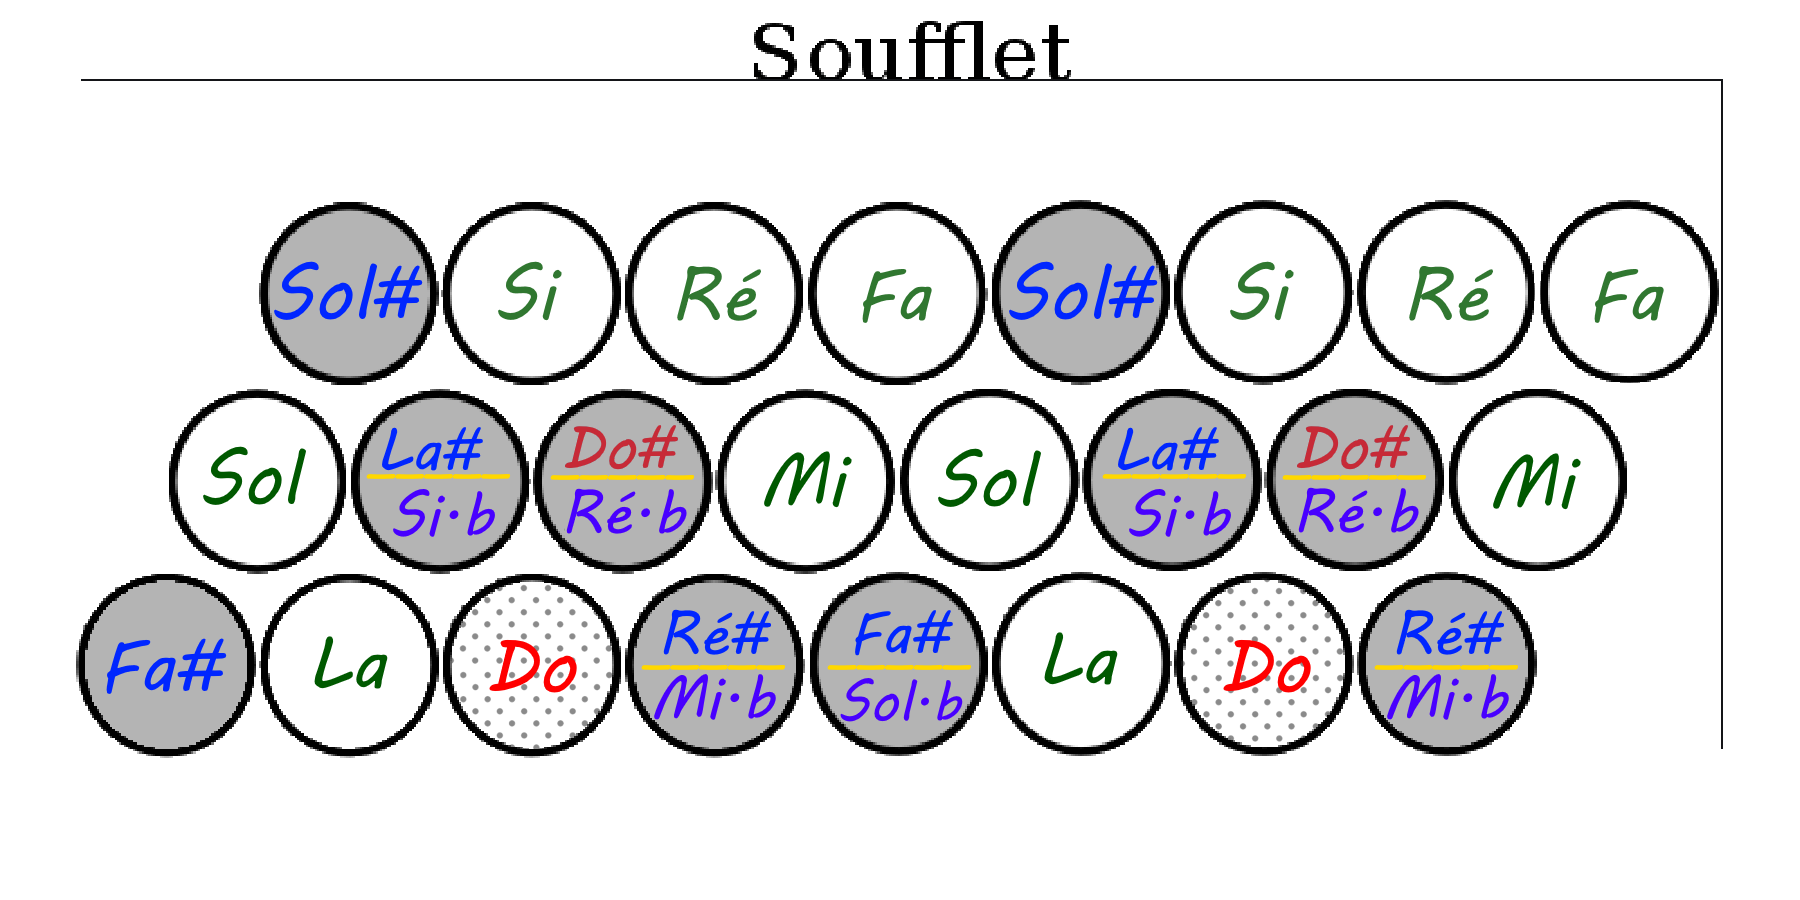 Soufflet
Sol# Si Ré Fa Sol# Si Ré Fa
Sol La# Do# Mi Sol La# Do# Mi
Si·b Ré·b Si·b Ré·b
Fa# La Do Ré# Fa# La Do Ré#
Mi·b Sol·b Mi·b